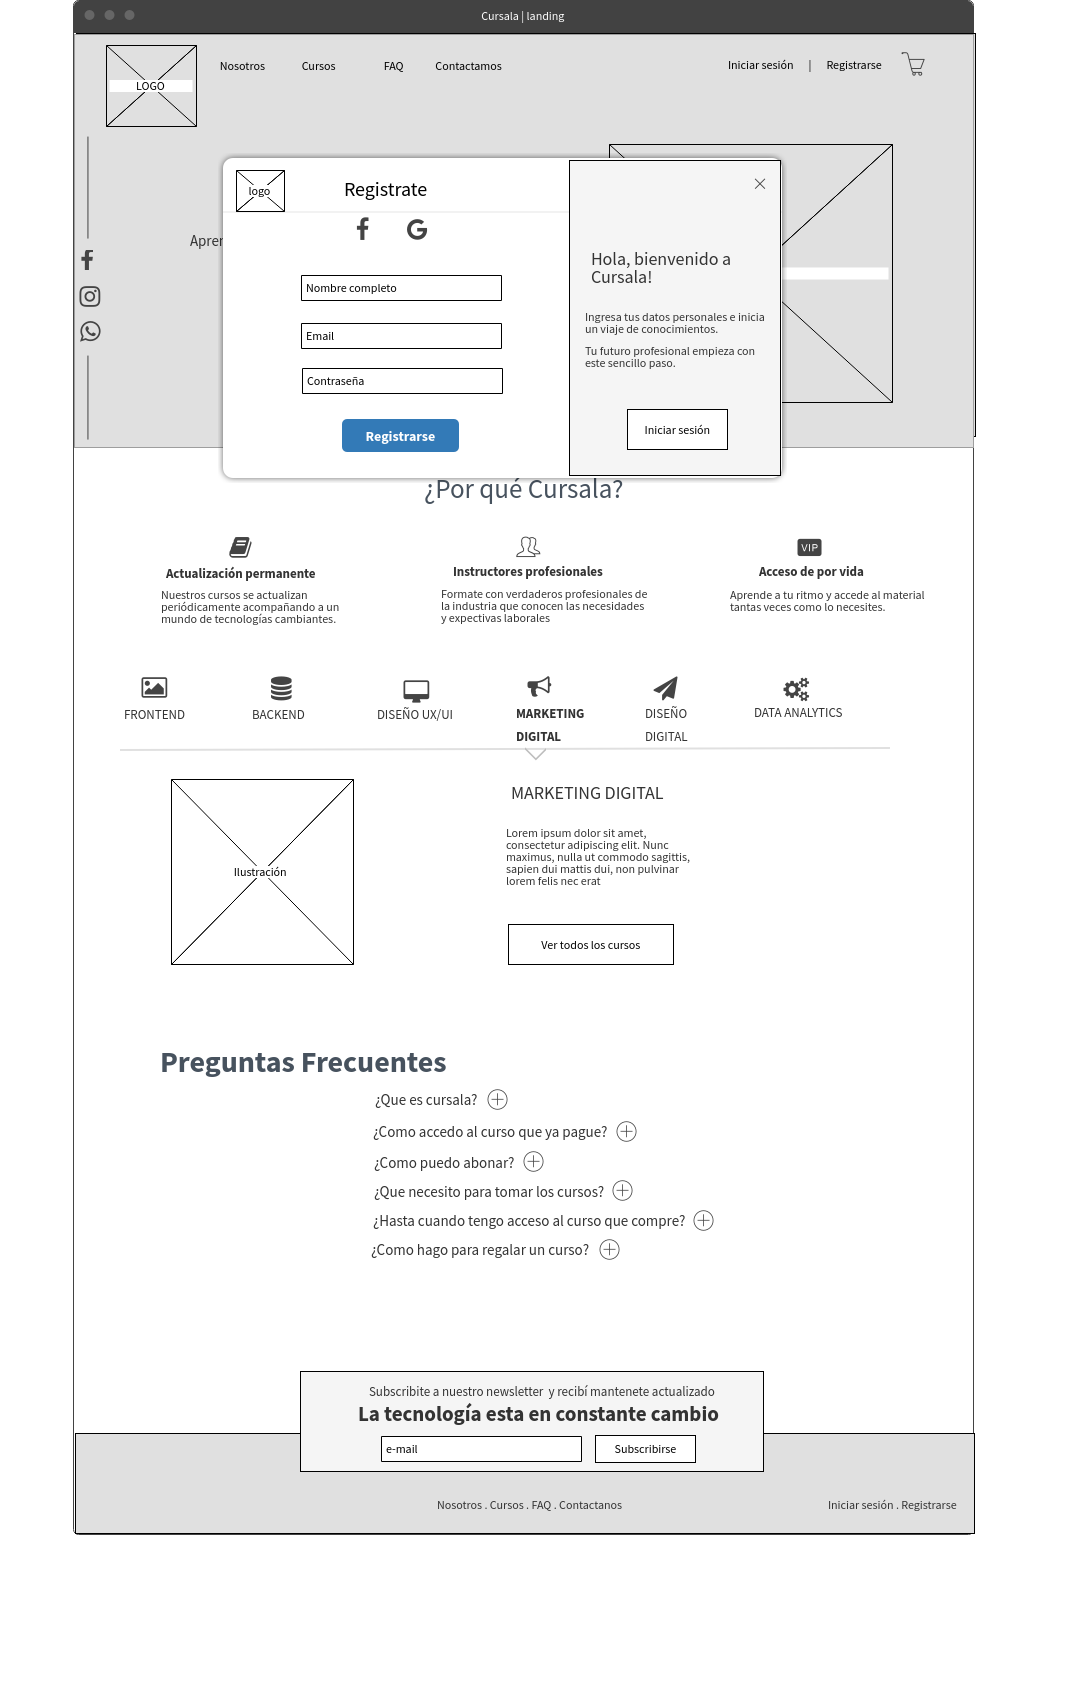 Cursala | landing
LOGO
Nosotros
Cursos
FAQ
Contactamos
Iniciar sesión | Registrarse
logo
Registrate
Nombre completo
Email
Contraseña
Registrarse
Hola, bienvenido a
Cursala!
Ingresa tus datos personales e inicia
un viaje de conocimientos.
Tu futuro profesional empieza con
este sencillo paso.
Iniciar sesión
¿Por qué Cursala?
Actualización permanente
Nuestros cursos se actualizan
periódicamente acompañando a un
mundo de tecnologías cambiantes.
Instructores profesionales
Formate con verdaderos profesionales de
la industria que conocen las necesidades
y expectivas laborales
VIP
Acceso de por vida
Aprende a tu ritmo y accede al material
tantas veces como lo necesites.
FRONTEND
BACKEND
DISEÑO UX/UI
MARKETING
DIGITAL
DISEÑO
DIGITAL
DATA ANALYTICS
Ilustración
MARKETING DIGITAL
Lorem ipsum dolor sit amet,
consectetur adipiscing elit. Nunc
maximus, nulla ut commodo sagittis,
sapien dui mattis dui, non pulvinar
lorem felis nec erat
Ver todos los cursos
Preguntas Frecuentes
¿Que es cursala?
¿Como accedo al curso que ya pague?
¿Como puedo abonar?
¿Que necesito para tomar los cursos?
¿Hasta cuando tengo acceso al curso que compre?
¿Como hago para regalar un curso?
Subscribite a nuestro newsletter y recibí mantenete actualizado
La tecnología esta en constante cambio
e-mail
Subscribirse
Nosotros . Cursos . FAQ . Contactanos
Iniciar sesión . Registrarse